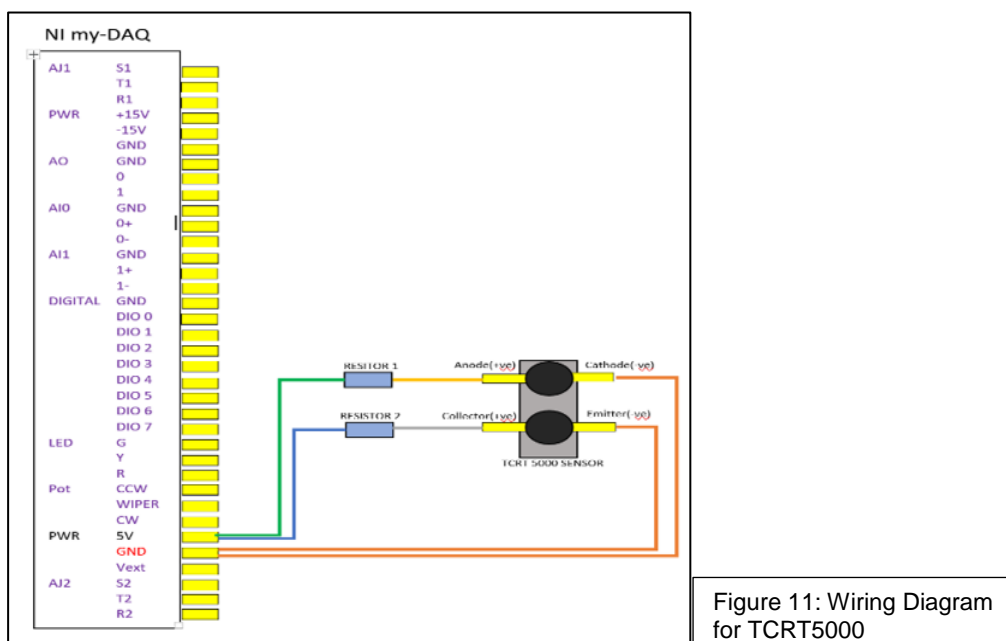 NI my-DAQ
AJ1 S1
T1
R1
PWR +15V
-15V
GND
AO GND
0
1
AI0 GND
0+
0-
AI1 GND
1+
1-
DIGITAL GND
DIO 0
DIO 1
DIO 2
DIO 3
DIO 4
DIO 5
DIO 6
DIO 7
LED G
Y
R
Pot CCW
WIPER
CW
PWR 5V
GND
Vext
AJ2 S2
T2
R2
RESITOR 1
Anode(+ve)
Cathode(-ve)
RESISTOR 2
Collector(+ve)
Emitter(-ve)
TCRT 5000 SENSOR
Figure 11: Wiring Diagram
for TCRT5000